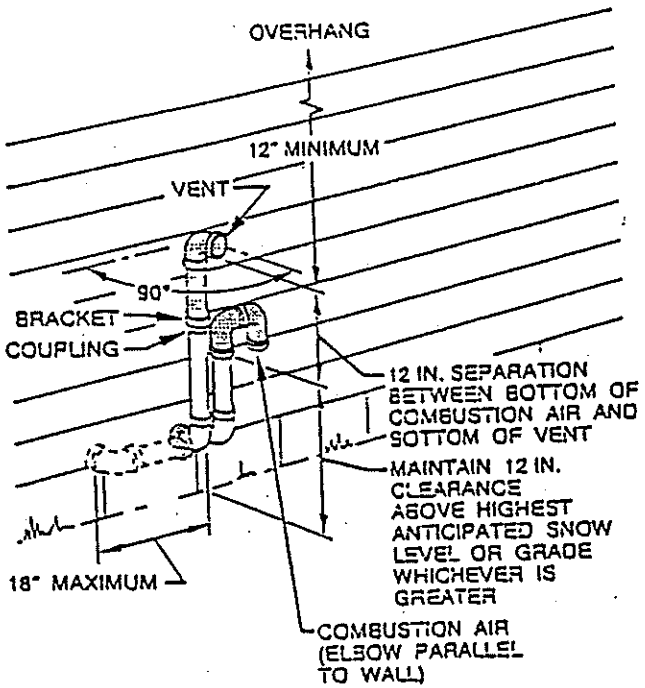 OVERHANG
12" MINIMUM
VENT
90°
BRACKET
COUPLING
12 IN. SEPARATION
BETWEEN BOTTOM OF
COMBUSTION AIR AND
BOTTOM OF VENT
MAINTAIN 12 IN.
CLEARANCE
ABOVE HIGHEST
ANTICIPATED SNOW
LEVEL OR GRADE
WHICHEVER IS
GREATER
18" MAXIMUM
COMBUSTION AIR
(ELBOW PARALLEL
TO WALL)